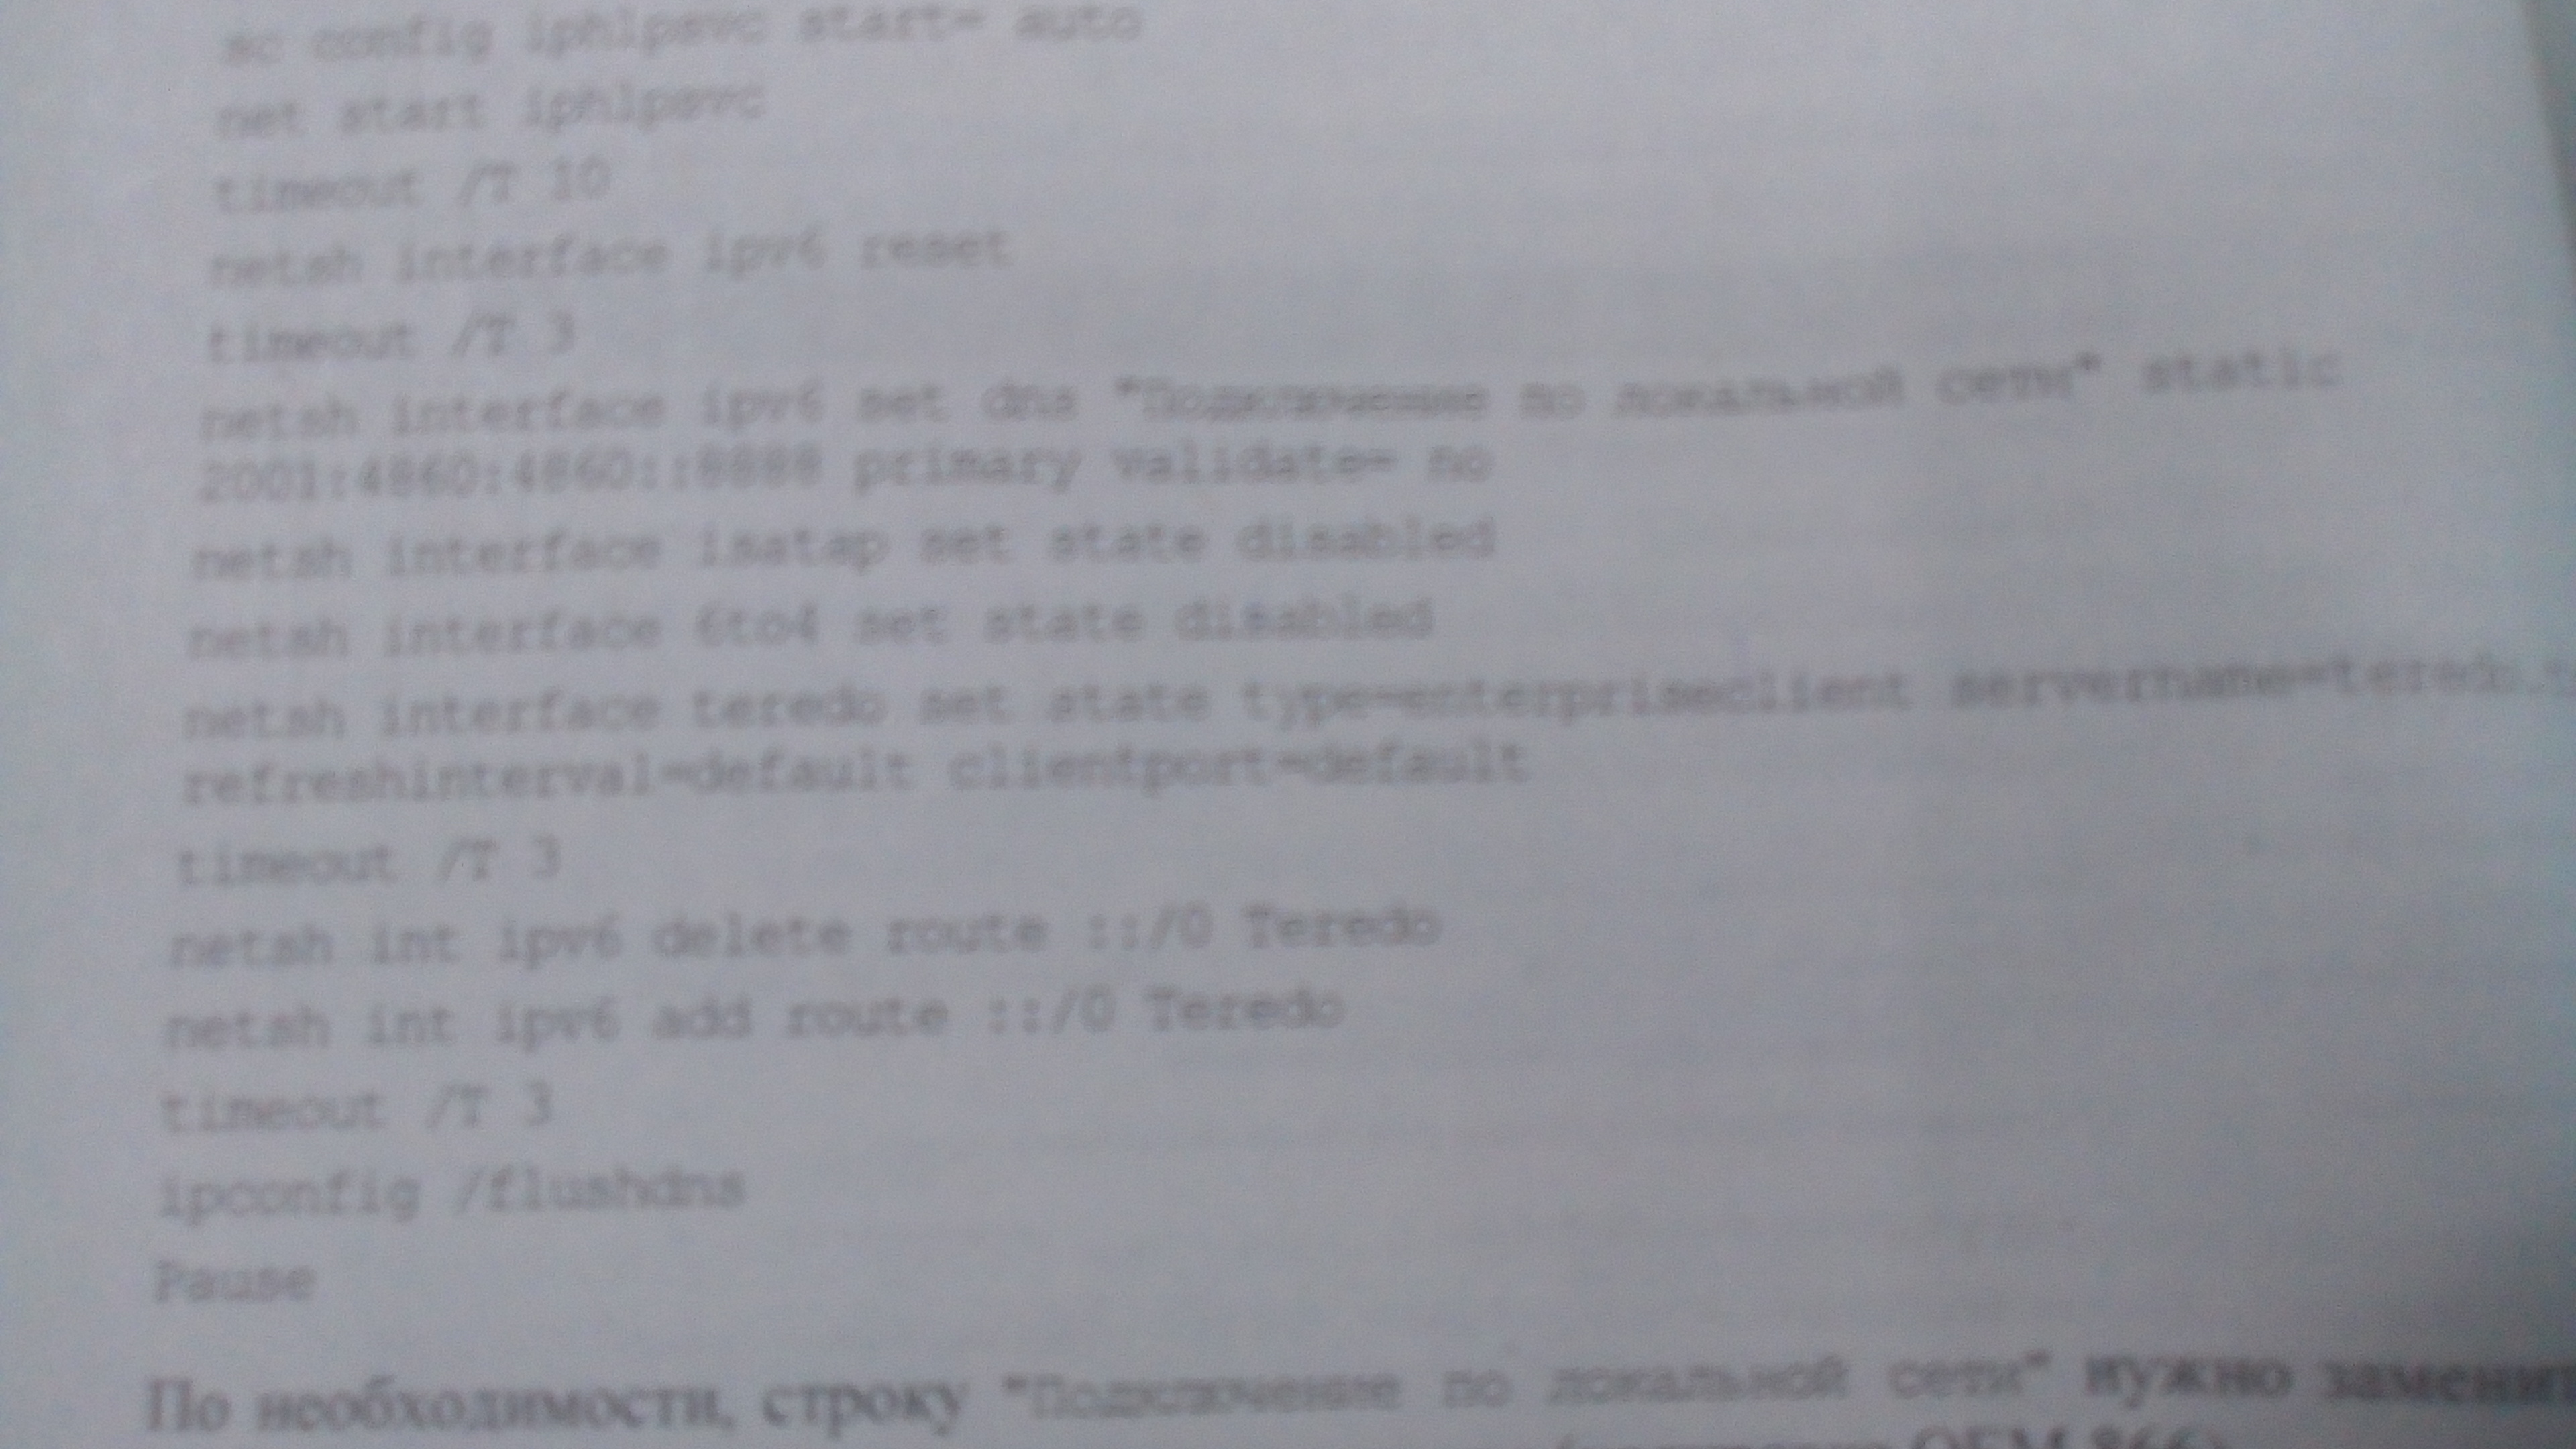 sc config iphlpsvc start= auto
net start iphlpsvc
timeout /T 10
netsh interface ipv6 reset
timeout /T 3
netsh interface ipv6 set dns "Подключение по локальной сети" static
2001:4860:4860::8888 primary validate= no
netsh interface isatap set state disabled
netsh interface 6to4 set state disabled
netsh interface teredo set state type=enterpriseclient servername=teredo.
refreshinterval=default clientport=default
timeout /T 3
netsh int ipv6 delete route ::/0 Teredo
netsh int ipv6 add route ::/0 Teredo
timeout /T 3
ipconfig /flushdns
Pause
По необходимости, строку "Подключение по локальной сети" нужно заменит
OEM 866)